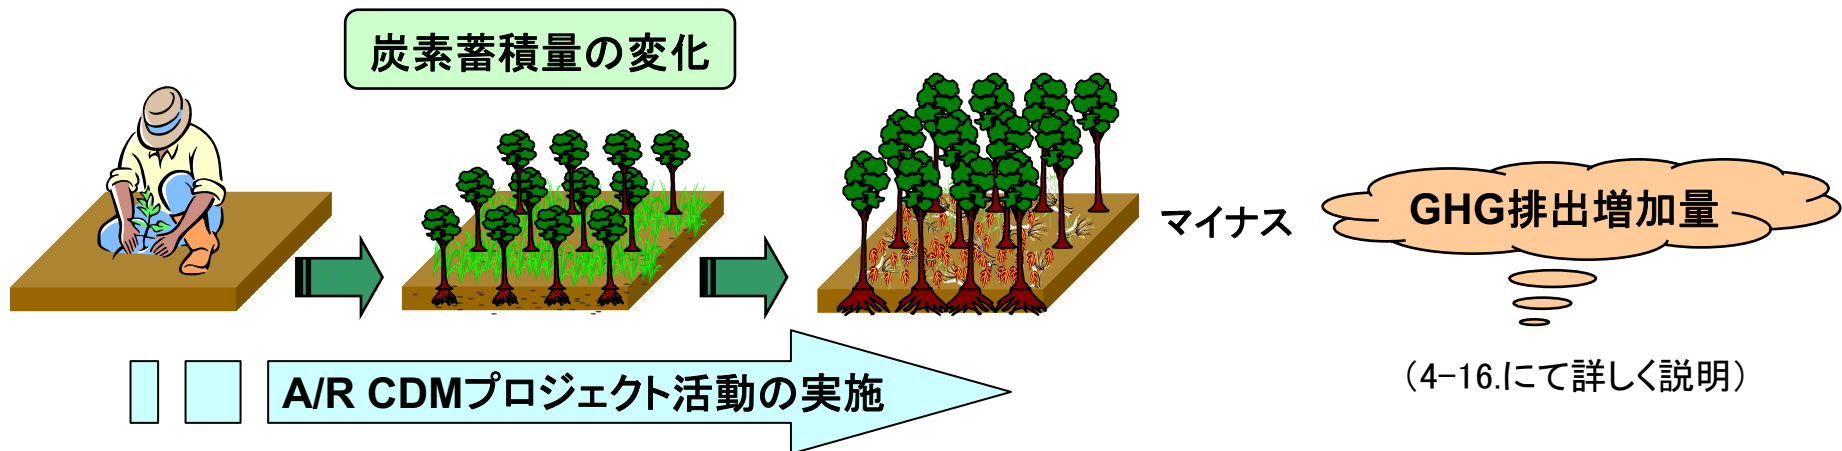 炭素蓄積量の変化
マイナス
GHG排出増加量
A/R CDMプロジェクト活動の実施
（4-16.にて詳しく説明）